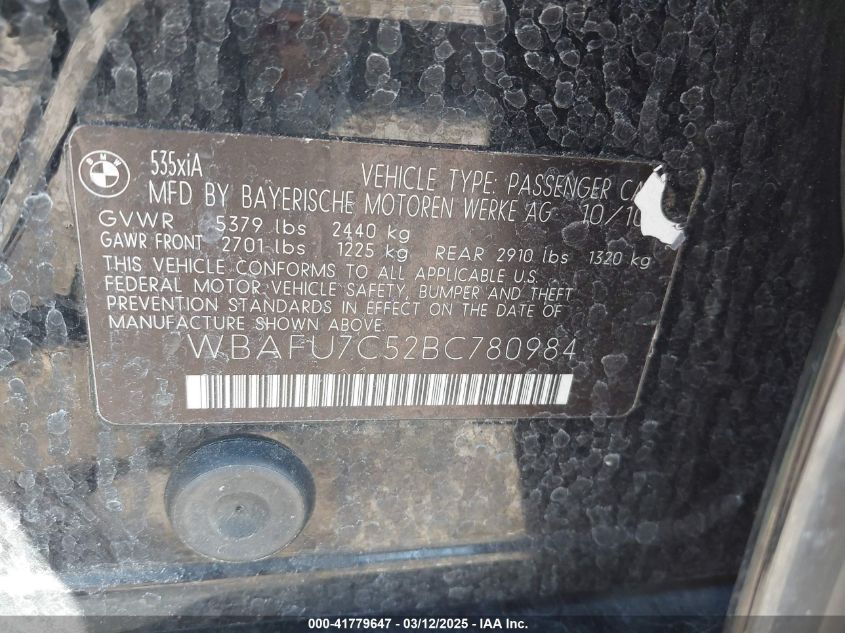 BMW
535xiA
VEHICLE TYPE: PASSENGER
MFD BY BAYERISCHE MOTOREN WERKE AG 10/10
GVWR 5379 lbs 2440 kg
GAWR FRONT 2701 lbs 1225 kg REAR 2910 lbs 1320 kg
THIS VEHICLE CONFORMS TO ALL APPLICABLE U.S.
FEDERAL MOTOR VEHICLE SAFETY, BUMPER AND THEFT
PREVENTION STANDARDS IN EFFECT ON THE DATE OF
MANUFACTURE SHOWN ABOVE.
WBAFU7C52BC780984
000-41779647 - 03/12/2025 - IAA, Inc.